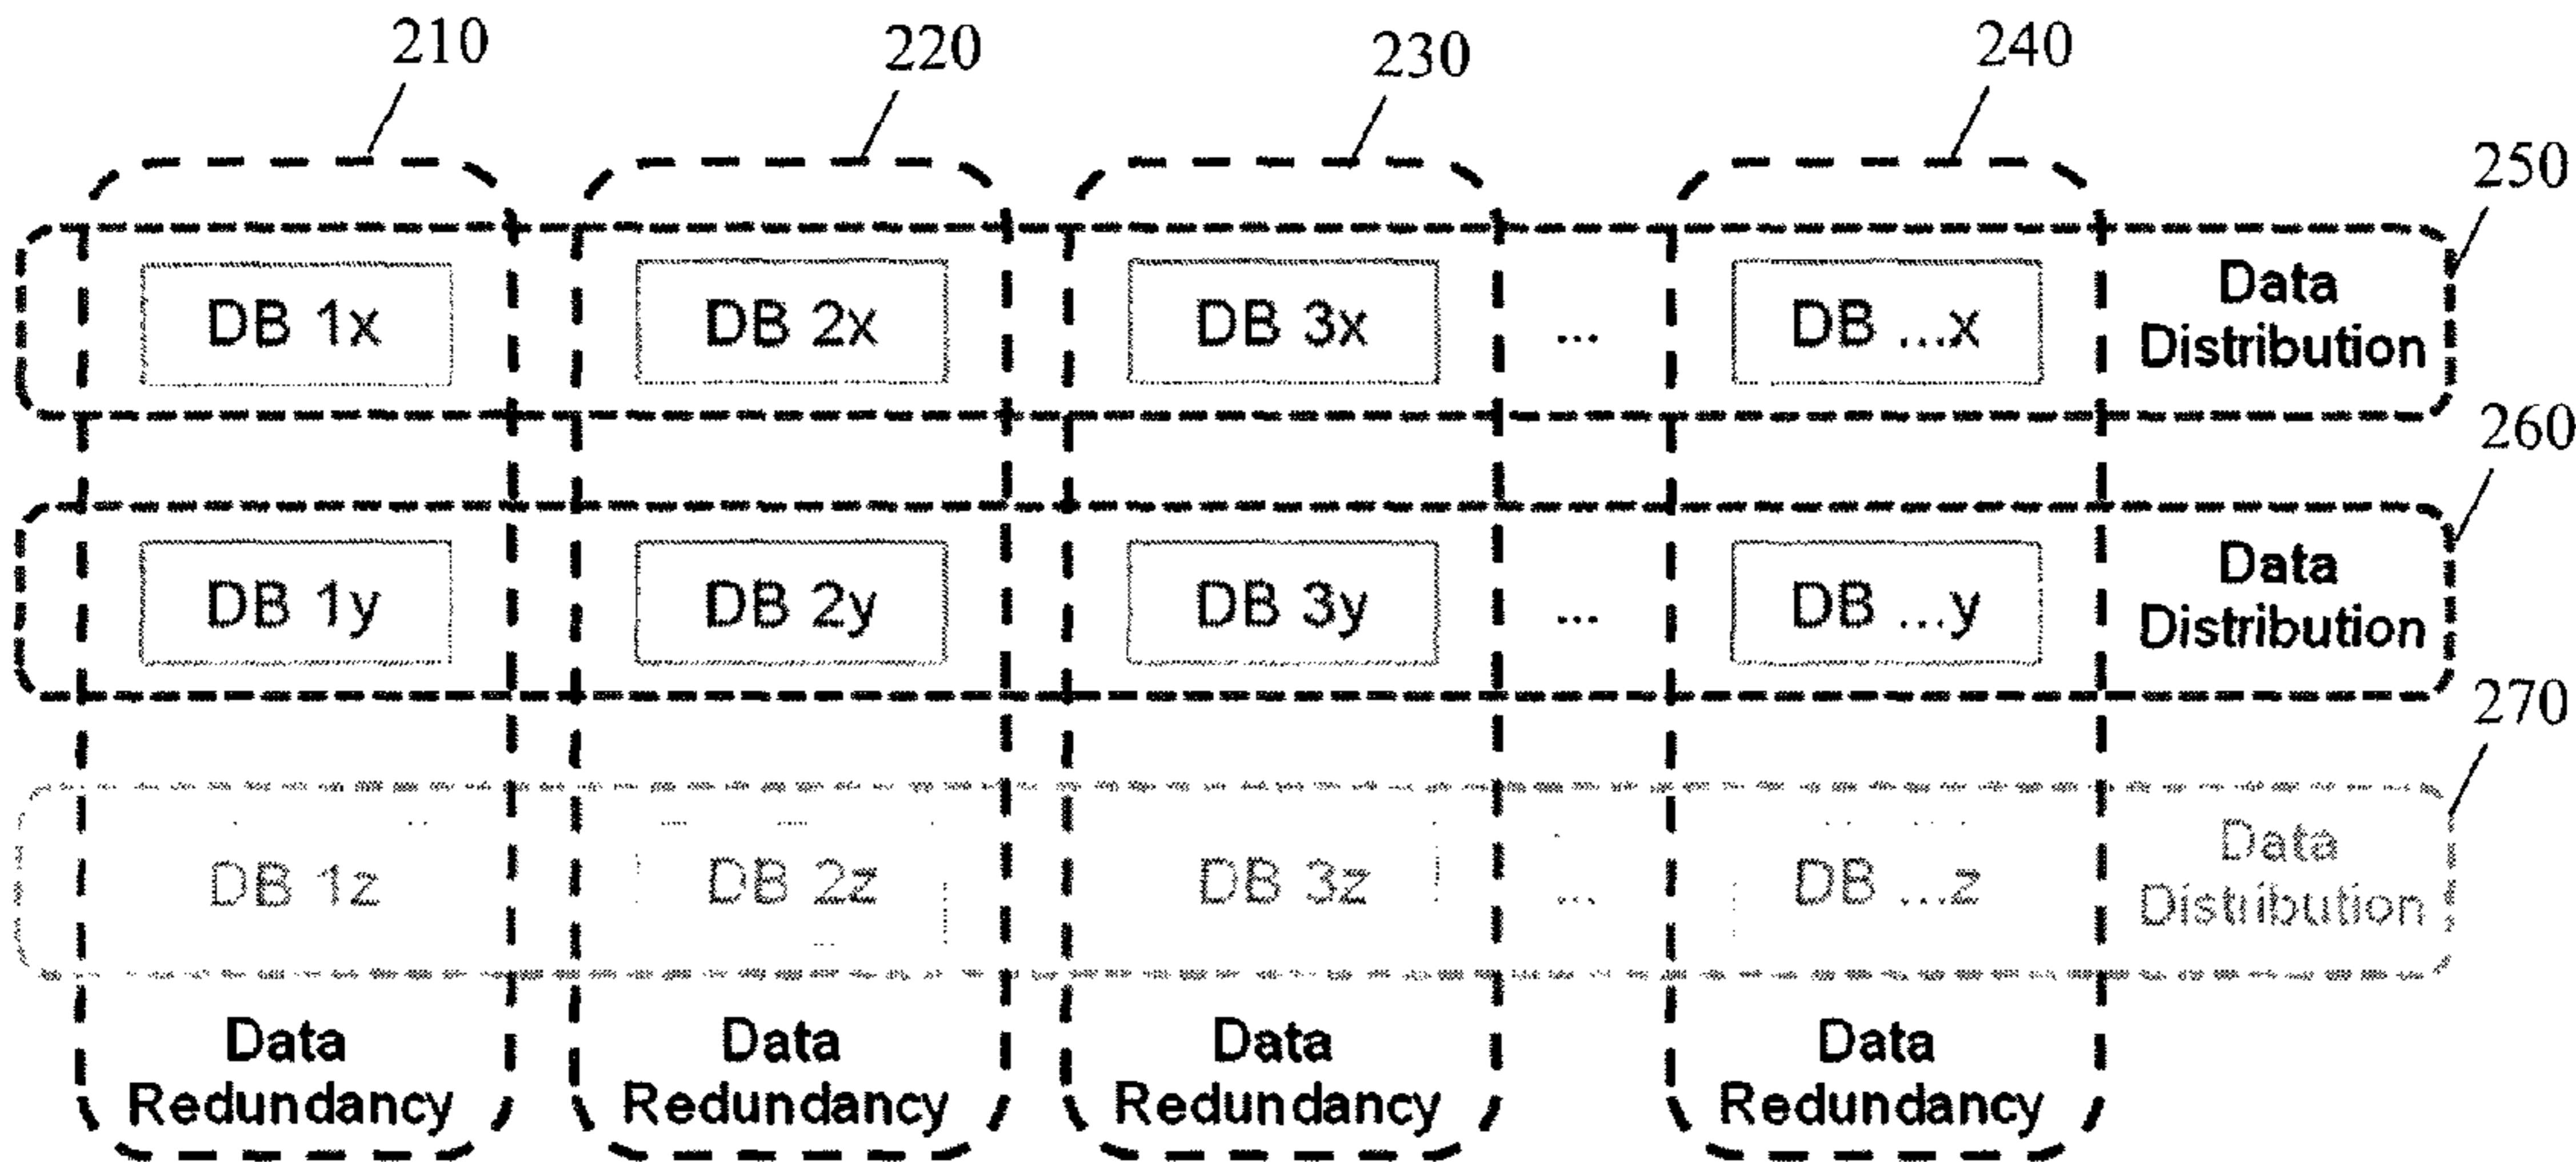 210 220 230 240
250
DB 1x DB 2x DB 3x ... DB ...x Data
Distribution
260
DB 1y DB 2y DB 3y ... DB ...y Data
Distribution
270
DB 1z DB 2z DB 3z ... DB ...z Data
Distribution
Data Data Data Data
Redundancy Redundancy Redundancy Redundancy